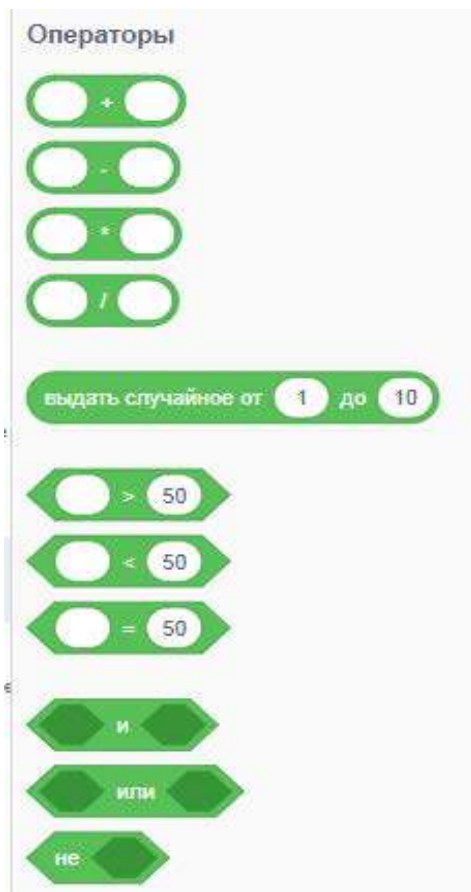 Операторы
+
-
*
/
выдать случайное от 1 до 10
> 50
< 50
= 50
и
или
не